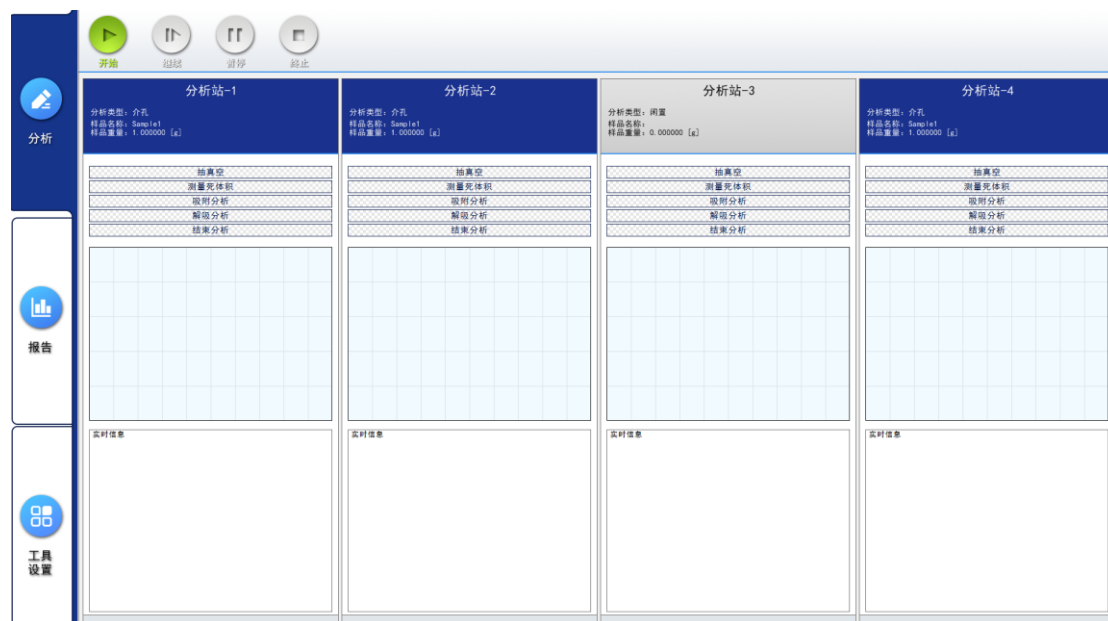 开始 继续 暂停 终止
分析
报告
工具
设置
分析站-1
分析类型: 介孔
样品名称: Sample1
样品重量: 1.000000 [g]
抽真空
测量死体积
吸附分析
解吸分析
结束分析
实时信息
分析站-2
分析类型: 介孔
样品名称: Sample1
样品重量: 1.000000 [g]
抽真空
测量死体积
吸附分析
解吸分析
结束分析
实时信息
分析站-3
分析类型: 闲置
样品名称:
样品重量: 0.000000 [g]
抽真空
测量死体积
吸附分析
解吸分析
结束分析
实时信息
分析站-4
分析类型: 介孔
样品名称: Sample1
样品重量: 1.000000 [g]
抽真空
测量死体积
吸附分析
解吸分析
结束分析
实时信息